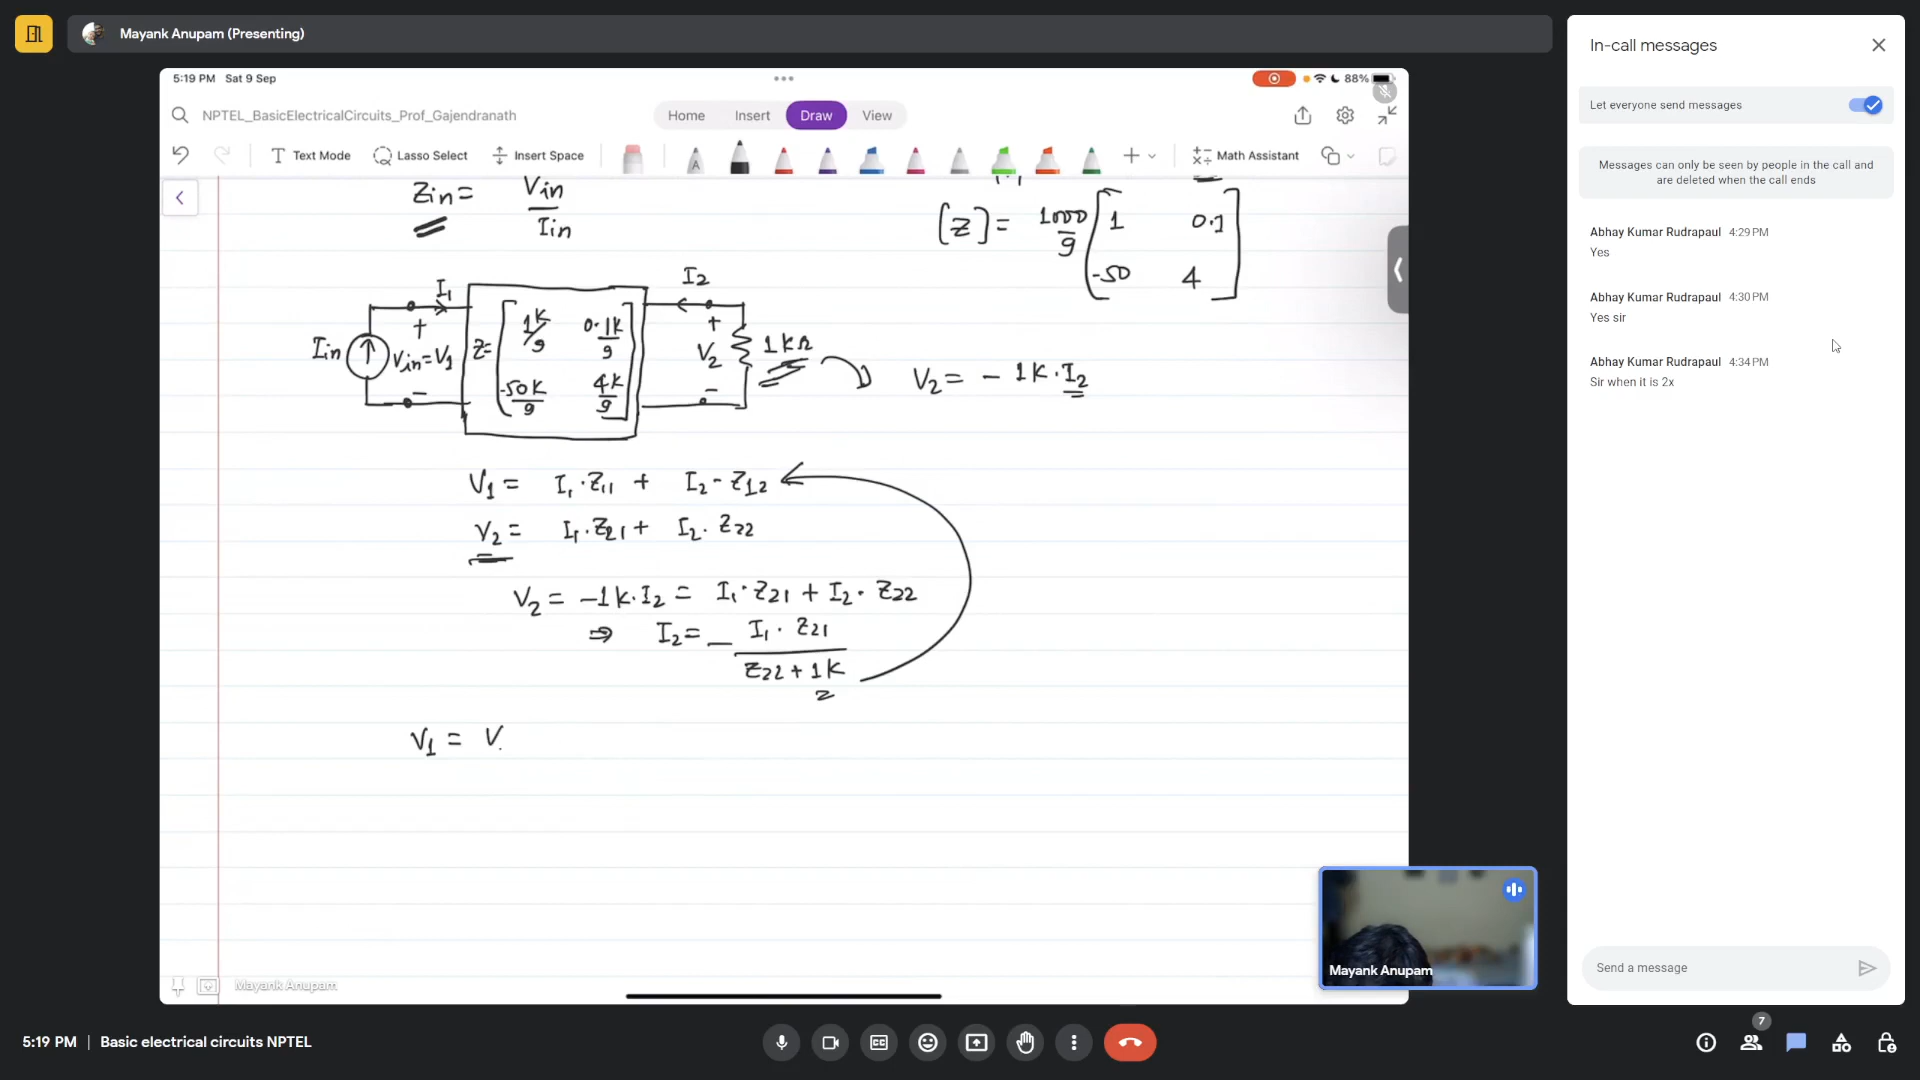 Mayank Anupam (Presenting)
5:19 PM Sat 9 Sep
88%
NPTEL_BasicElectricalCircuits_Prof_Gajendranath
Home Insert Draw View
Text Mode Lasso Select Insert Space Math Assistant
Zin = Vin / Iin
[Z] = 1000/9 [1 0.1
-50 4]
I1 I2
Iin + Vin=V1 - Z= [1K/9 0.1K/9
-50K/9 4K/9] + V2 - 1KΩ
V2 = - 1K·I2
V1 = I1·Z11 + I2·Z12
V2 = I1·Z21 + I2·Z22
V2 = -1K·I2 = I1·Z21 + I2·Z22
⇒ I2 = - I1·Z21 / Z22 + 1K
V1 = V
Mayank Anupam
Mayank Anupam
In-call messages
Let everyone send messages
Messages can only be seen by people in the call and
are deleted when the call ends
Abhay Kumar Rudrapaul 4:29 PM
Yes
Abhay Kumar Rudrapaul 4:30 PM
Yes sir
Abhay Kumar Rudrapaul 4:34 PM
Sir when it is 2x
Send a message
5:19 PM | Basic electrical circuits NPTEL
CC
7